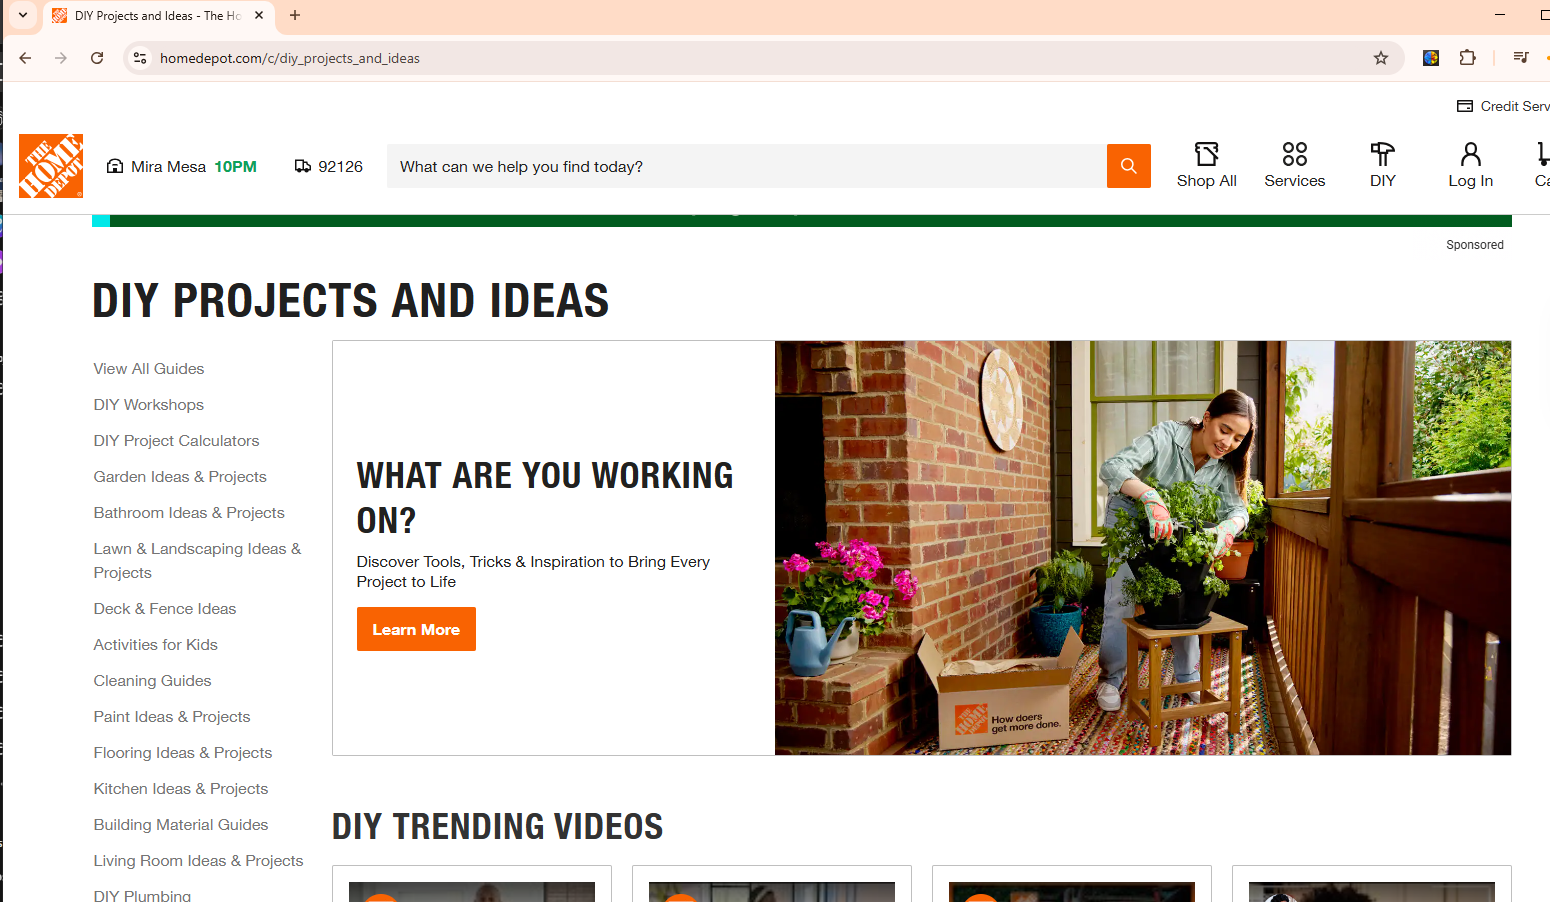 DIY Projects and Ideas - The Ho
homedepot.com/c/diy_projects_and_ideas
Credit Serv
THE HOME DEPOT
Mira Mesa 10PM
92126
What can we help you find today?
Shop All
Services
DIY
Log In
Ca
Sponsored
DIY PROJECTS AND IDEAS
View All Guides
DIY Workshops
DIY Project Calculators
Garden Ideas & Projects
Bathroom Ideas & Projects
Lawn & Landscaping Ideas &
Projects
Deck & Fence Ideas
Activities for Kids
Cleaning Guides
Paint Ideas & Projects
Flooring Ideas & Projects
Kitchen Ideas & Projects
Building Material Guides
Living Room Ideas & Projects
DIY Plumbing
WHAT ARE YOU WORKING
ON?
Discover Tools, Tricks & Inspiration to Bring Every
Project to Life
Learn More
THE HOME DEPOT
How doers
get more done.
DIY TRENDING VIDEOS